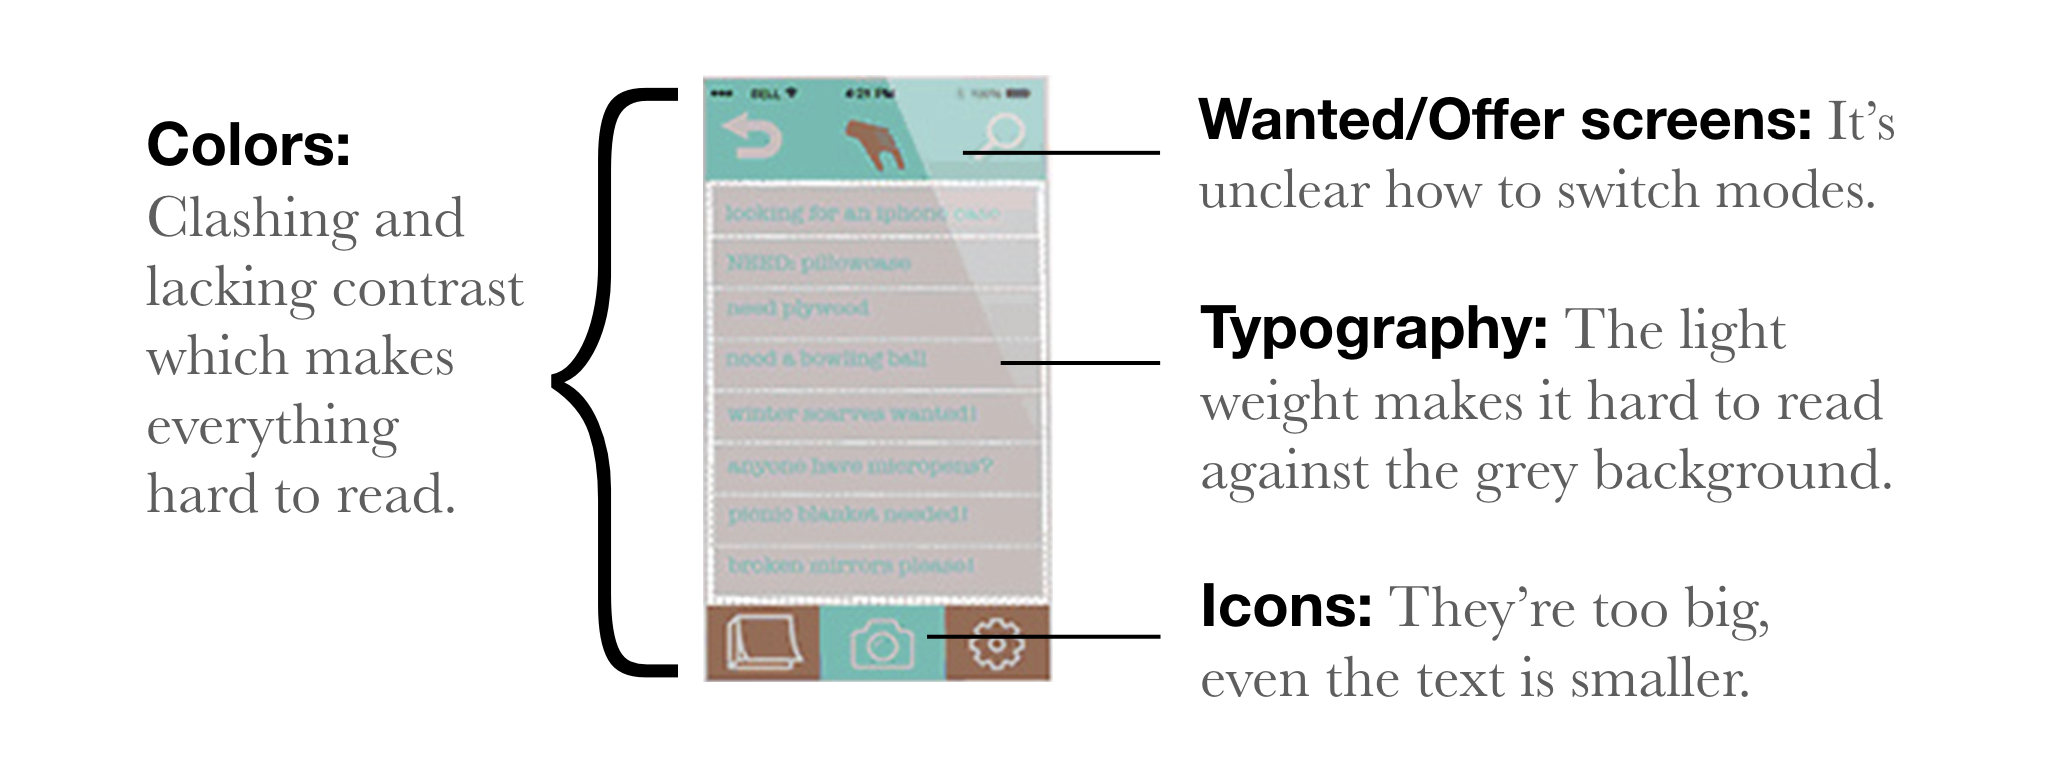 Colors:
Clashing and
lacking contrast
which makes
everything
hard to read.
BELL
4:21 PM
100%
looking for an iphone case
NEED: pillowcase
need plywood
need a bowling ball
winter scarves wanted!
anyone have micropens?
picnic blanket needed!
broken mirrors please!
Wanted/Offer screens: It’s
unclear how to switch modes.
Typography: The light
weight makes it hard to read
against the grey background.
Icons: They’re too big,
even the text is smaller.